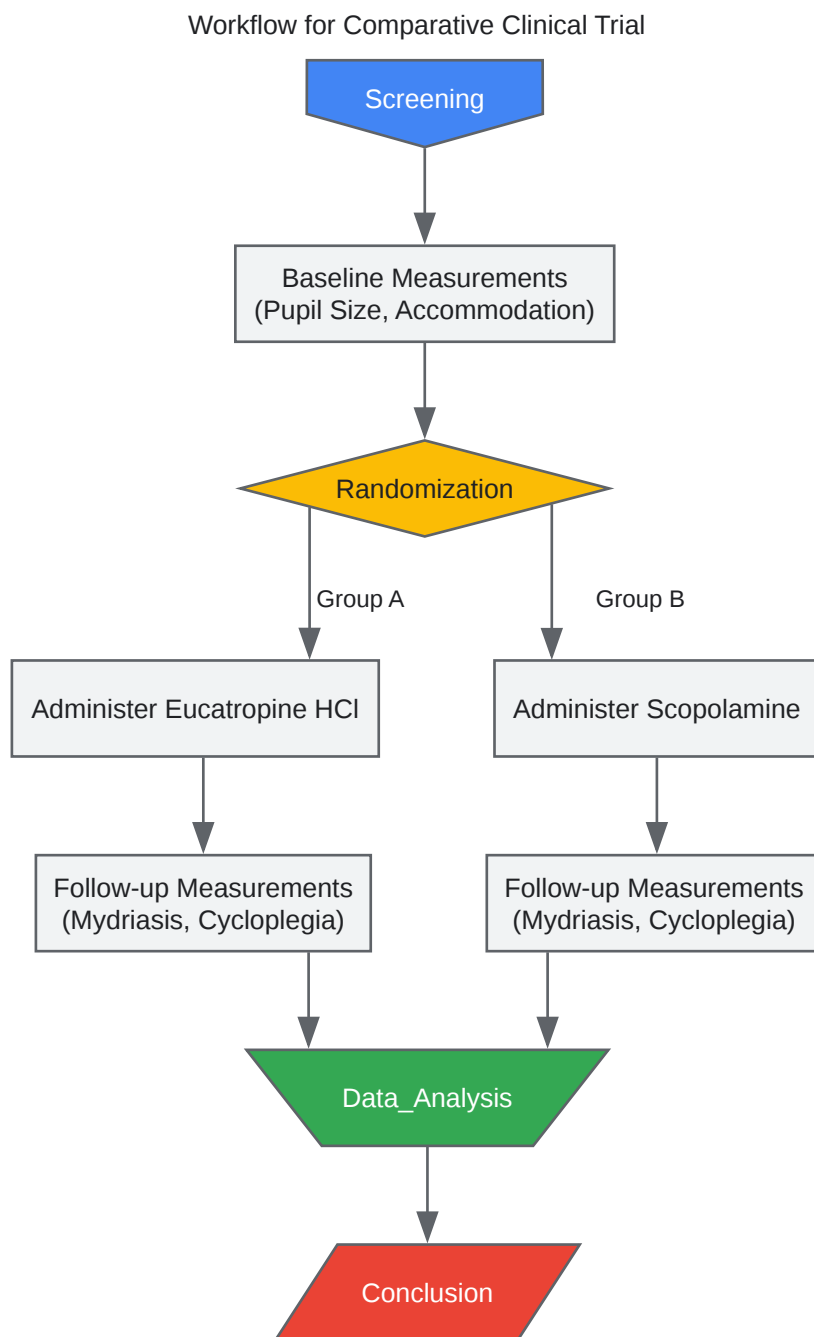 Workflow for Comparative Clinical Trial
Screening
Baseline Measurements
(Pupil Size, Accommodation)
Randomization
Group A
Group B
Administer Eucatropine HCl
Administer Scopolamine
Follow-up Measurements
(Mydriasis, Cycloplegia)
Follow-up Measurements
(Mydriasis, Cycloplegia)
Data_Analysis
Conclusion